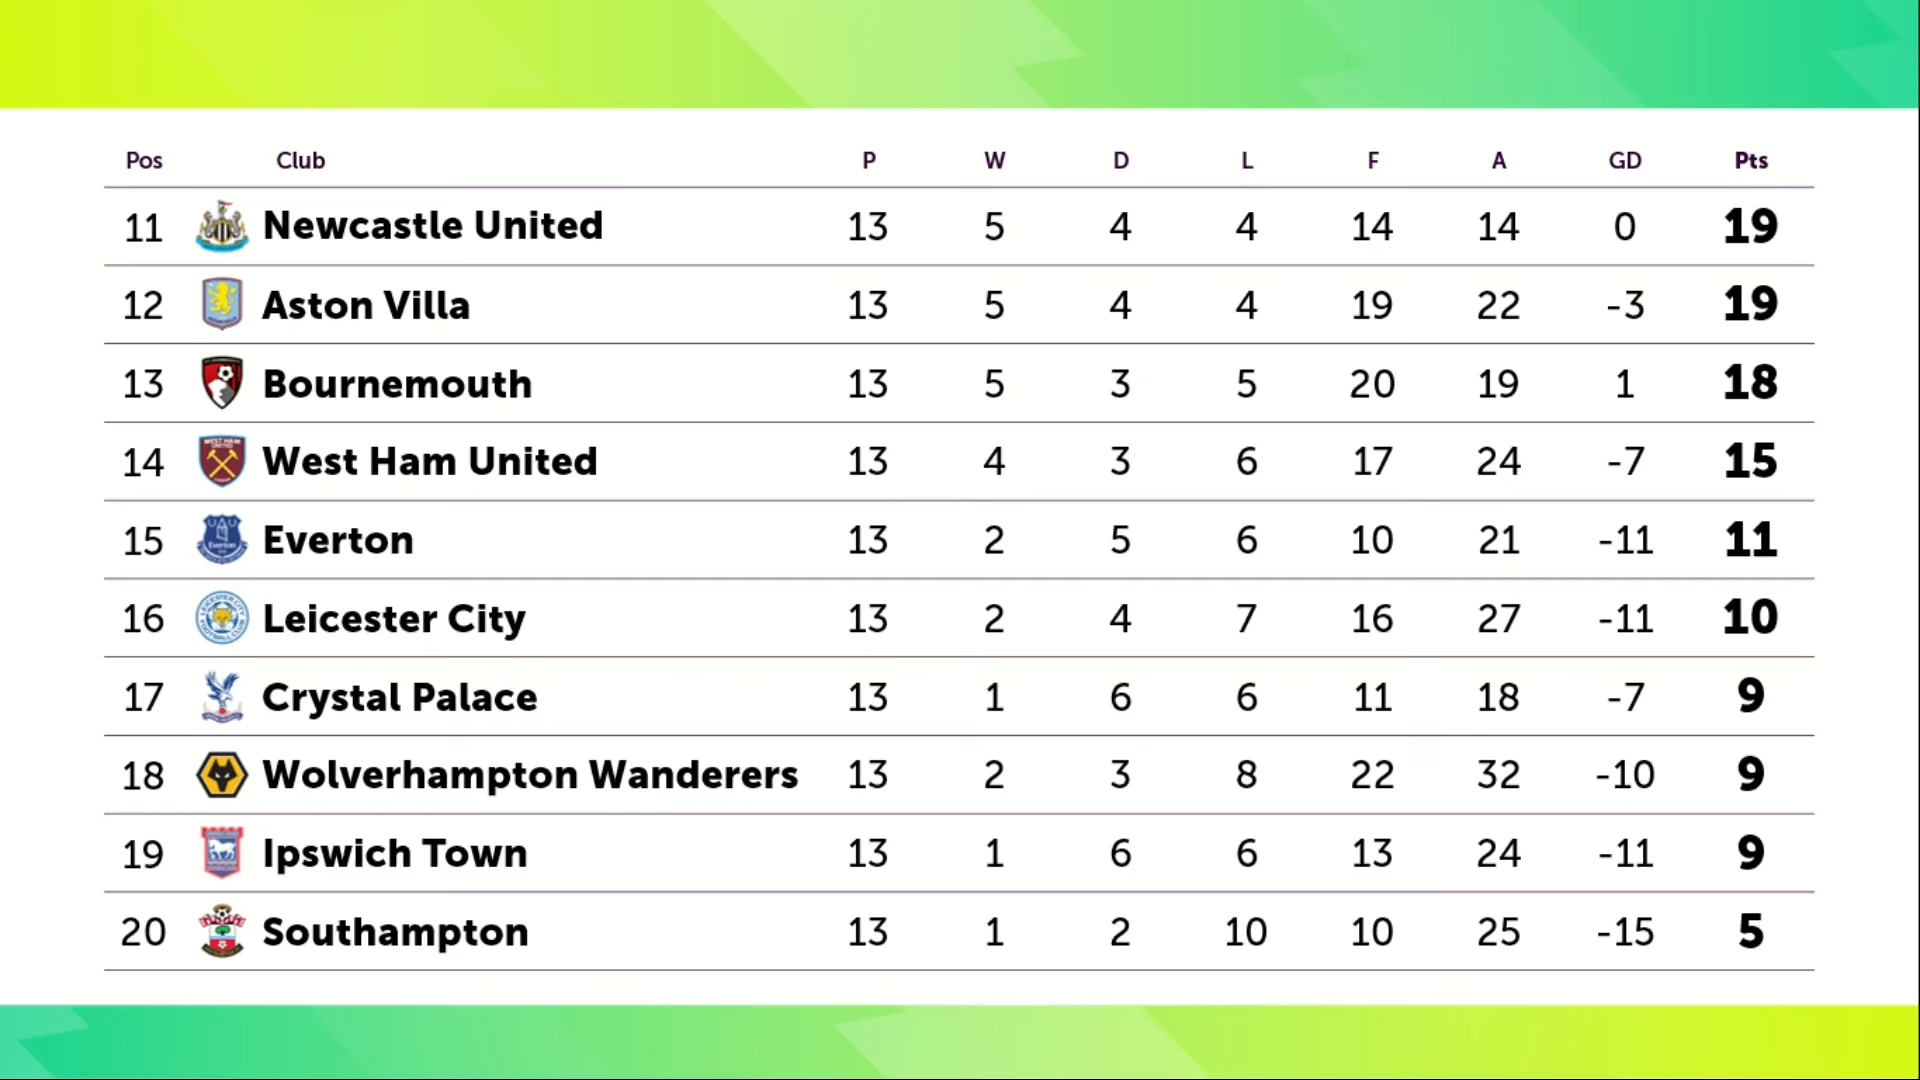 Pos Club P W D L F A GD Pts
11 Newcastle United 13 5 4 4 14 14 0 19
12 Aston Villa 13 5 4 4 19 22 -3 19
13 Bournemouth 13 5 3 5 20 19 1 18
14 West Ham United 13 4 3 6 17 24 -7 15
15 Everton 13 2 5 6 10 21 -11 11
16 Leicester City 13 2 4 7 16 27 -11 10
17 Crystal Palace 13 1 6 6 11 18 -7 9
18 Wolverhampton Wanderers 13 2 3 8 22 32 -10 9
19 Ipswich Town 13 1 6 6 13 24 -11 9
20 Southampton 13 1 2 10 10 25 -15 5